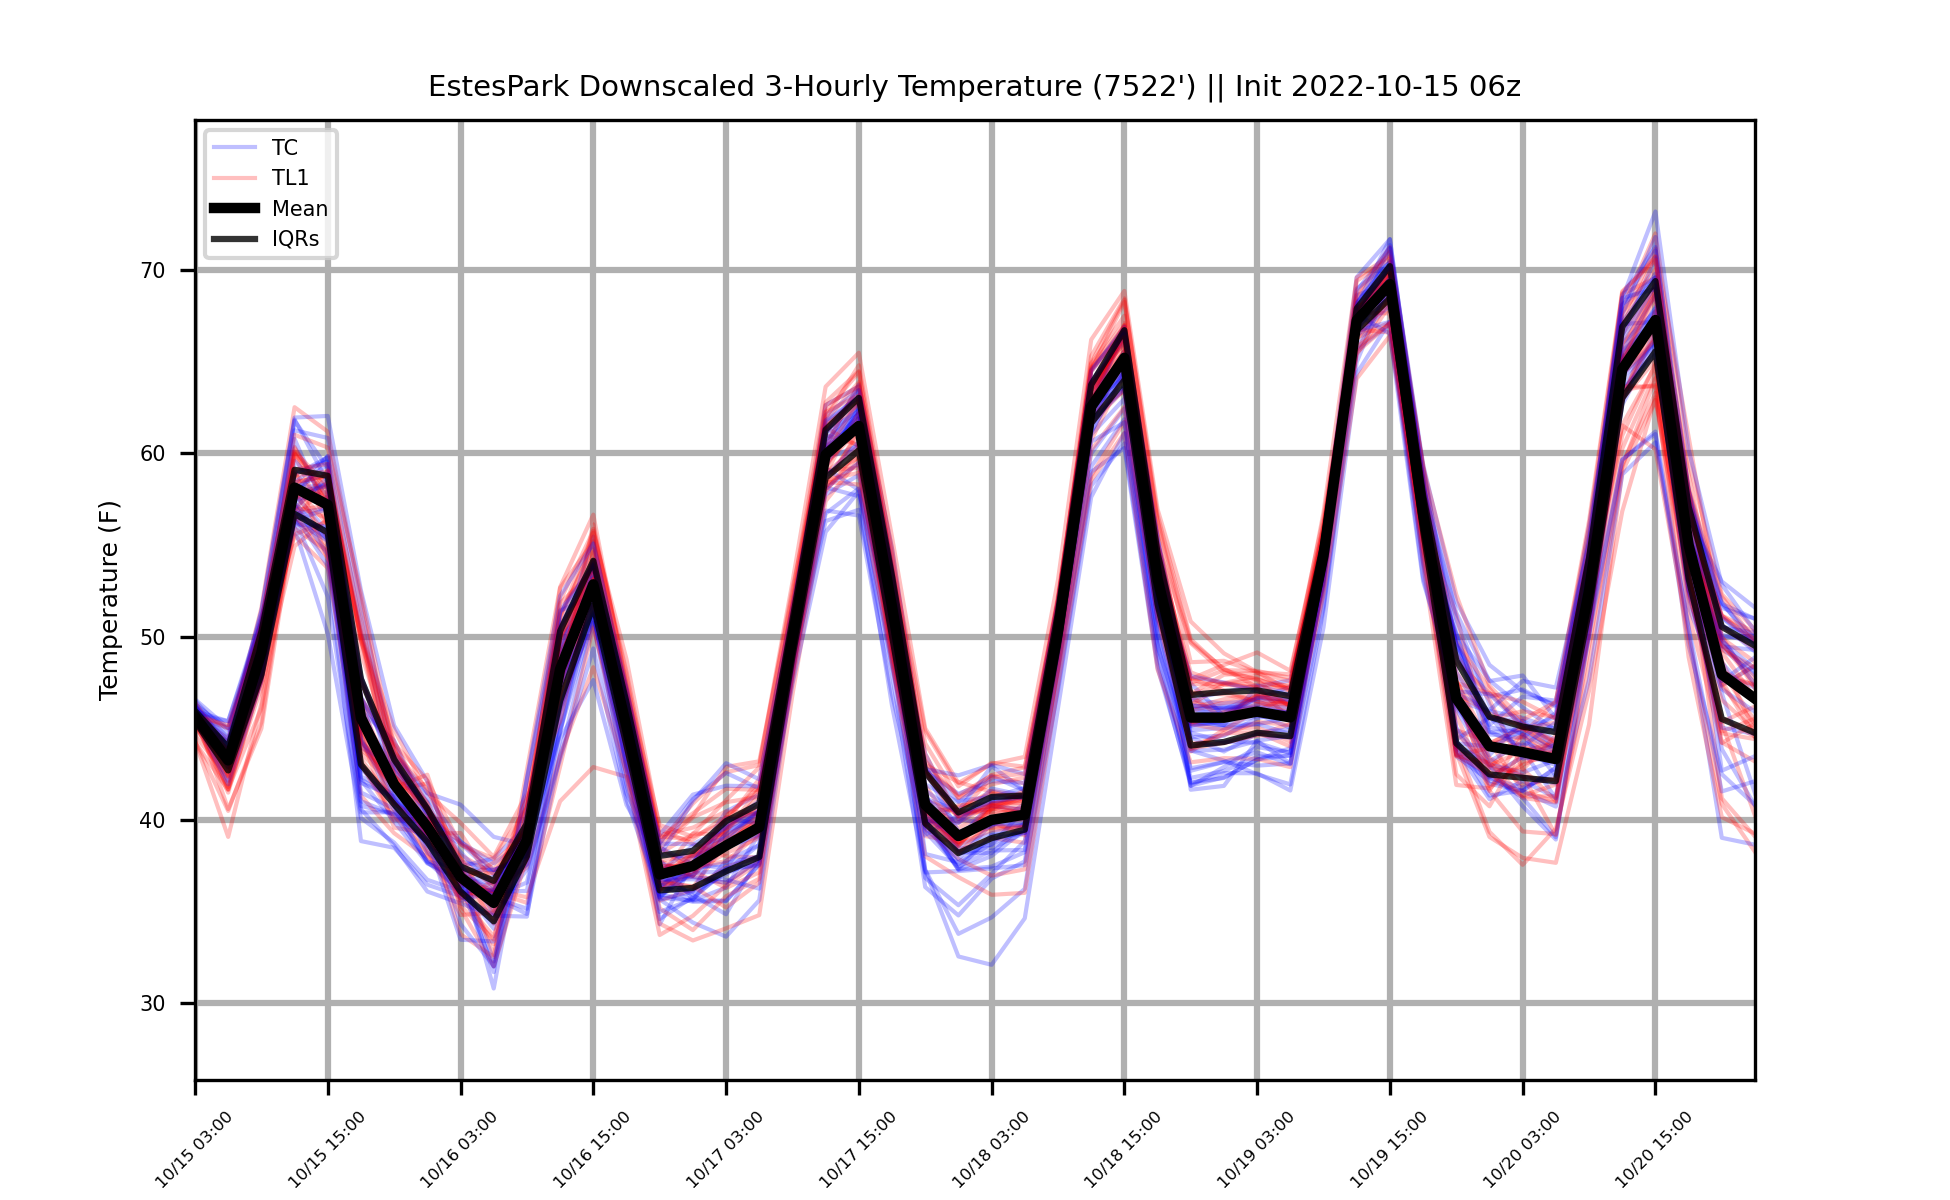 EstesPark Downscaled 3-Hourly Temperature (7522') || Init 2022-10-15 06z
TC
TL1
Mean
IQRs
Temperature (F)
70
60
50
40
30
10/15 03:00
10/15 15:00
10/16 03:00
10/16 15:00
10/17 03:00
10/17 15:00
10/18 03:00
10/18 15:00
10/19 03:00
10/19 15:00
10/20 03:00
10/20 15:00